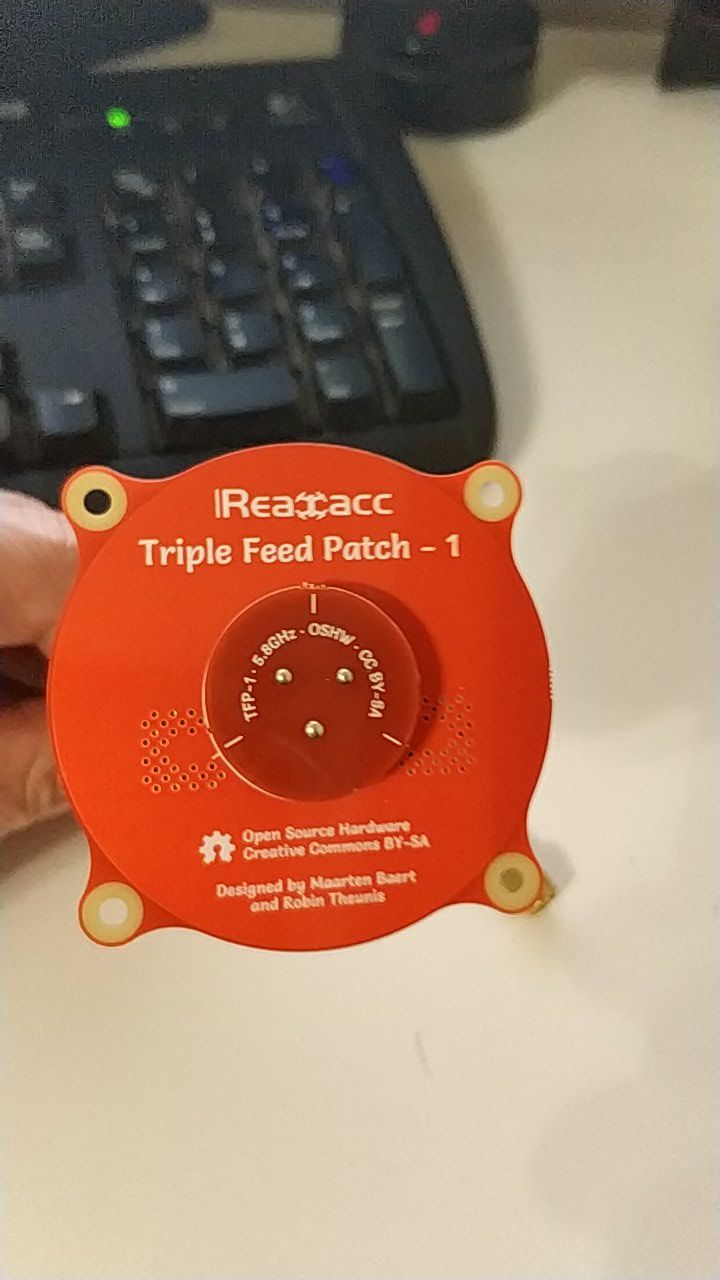 Realacc
Triple Feed Patch - 1
TFP-1 - 5.8GHz - OSHW - CC BY-SA
Open Source Hardware
Creative Commons BY-SA
Designed by Maarten Baert
and Robin Theunis